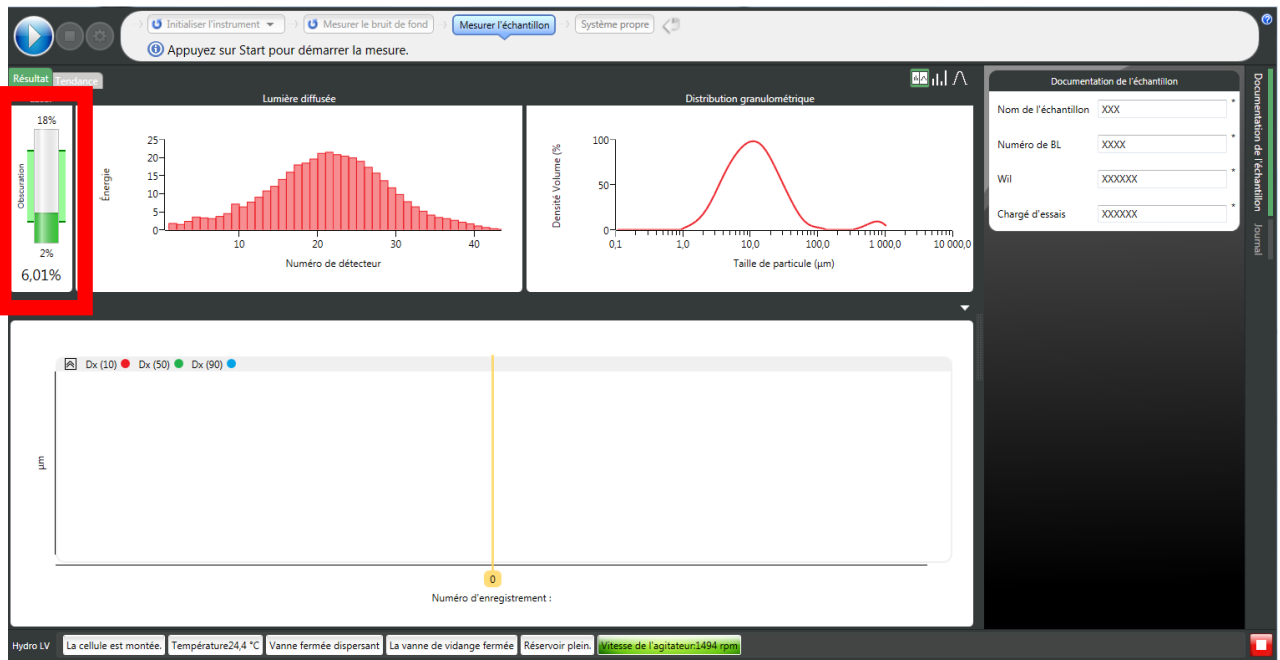 Initialiser l'instrument
Mesurer le bruit de fond
Mesurer l'échantillon
Système propre
Appuyez sur Start pour démarrer la mesure.
Résultat
Tendance
18%
Obscuration
2%
6,01%
Lumière diffusée
Énergie
25
20
15
10
5
0
10 20 30 40
Numéro de détecteur
Distribution granulométrique
Densité Volume (%
100
50
0
0,1 1,0 10,0 100,0 1 000,0 10 000,0
Taille de particule (µm)
Documentation de l'échantillon
Nom de l'échantillon XXX *
Numéro de BL XXXX *
Wil XXXXXX *
Chargé d'essais XXXXXX *
Documentation de l'échantillon
Journal
Dx (10) Dx (50) Dx (90)
µm
0
Numéro d'enregistrement :
Hydro LV La cellule est montée. Température24,4 °C Vanne fermée dispersant La vanne de vidange fermée Réservoir plein. Vitesse de l'agitateur:1494 rpm